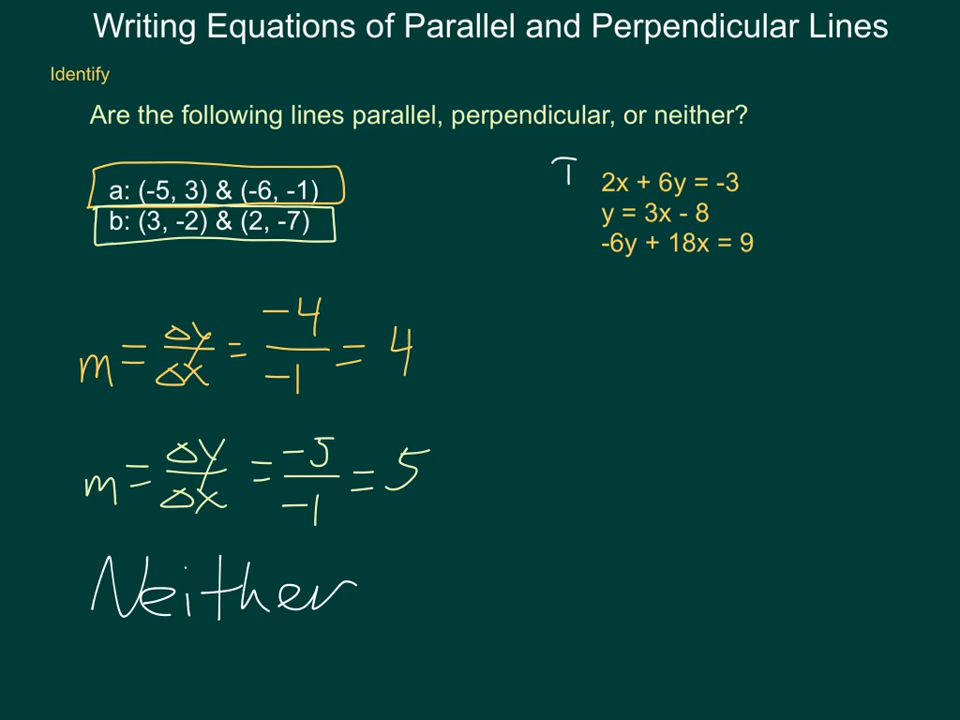 Writing Equations of Parallel and Perpendicular Lines
Identify
Are the following lines parallel, perpendicular, or neither?
a: (-5, 3) & (-6, -1)
b: (3, -2) & (2, -7)
T
2x + 6y = -3
y = 3x - 8
-6y + 18x = 9
m = Δy/Δx = -4/-1 = 4
m = Δy/Δx = -5/-1 = 5
Neither